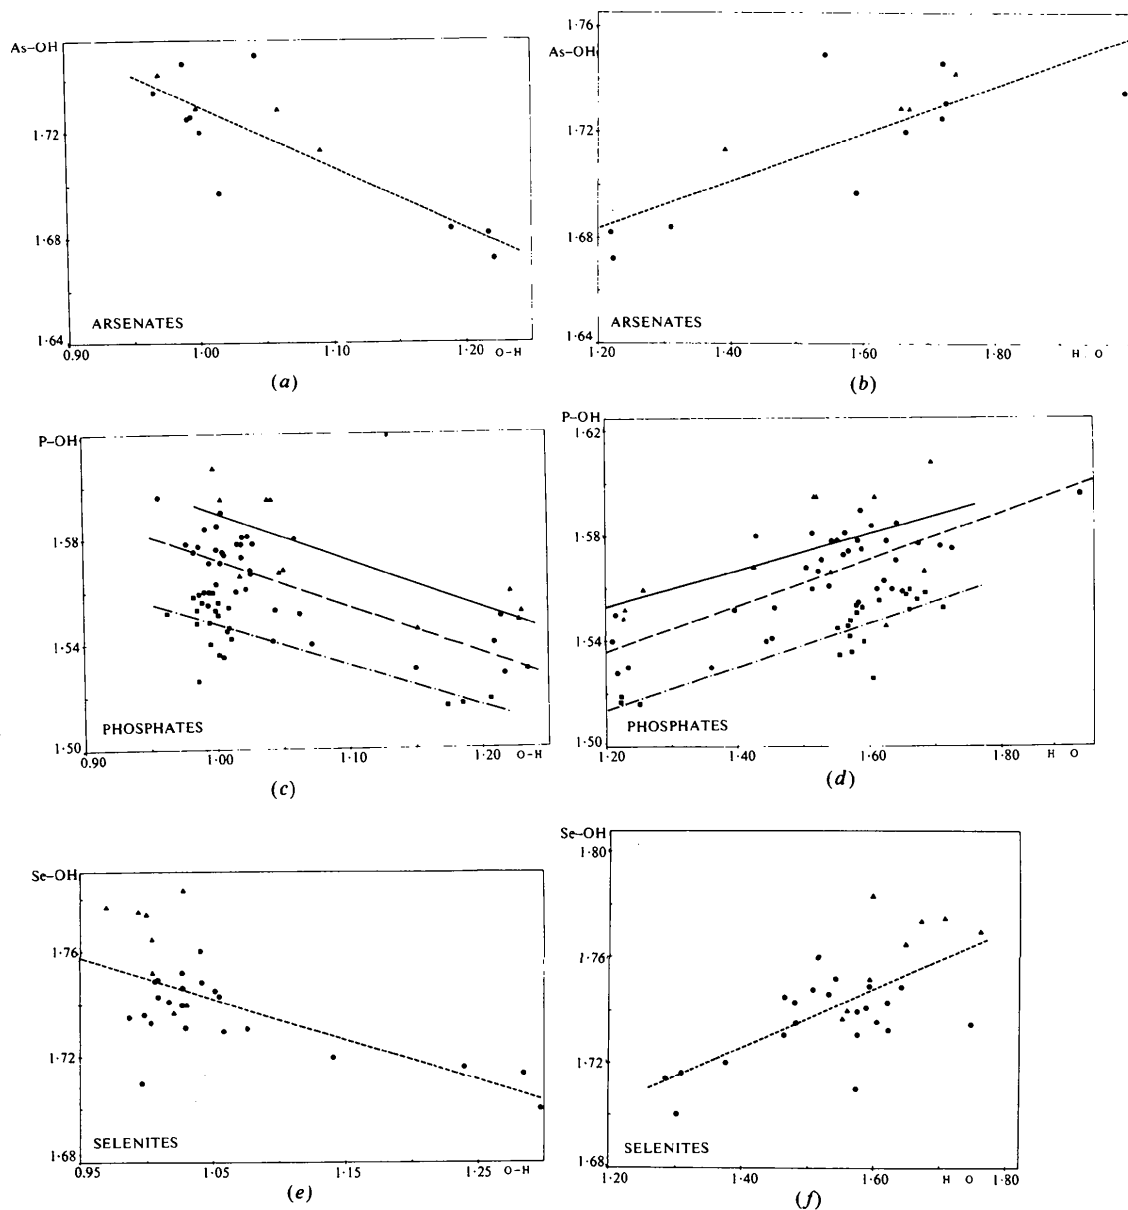 As–OH
1·72
1·68
1·64
0·90
1·00
1·10
1·20
O–H
ARSENATES
(a)
1·76
As–OH
1·72
1·68
1·64
1·20
1·40
1·60
1·80
H O
ARSENATES
(b)
P–OH
1·58
1·54
1·50
0·90
1·00
1·10
1·20
O–H
PHOSPHATES
(c)
P–OH
1·62
1·58
1·54
1·50
1·20
1·40
1·60
1·80
H O
PHOSPHATES
(d)
Se–OH
1·76
1·72
1·68
0·95
1·05
1·15
1·25
O–H
SELENITES
(e)
Se–OH
1·80
1·76
1·72
1·68
1·20
1·40
1·60
1·80
H O
SELENITES
(f)